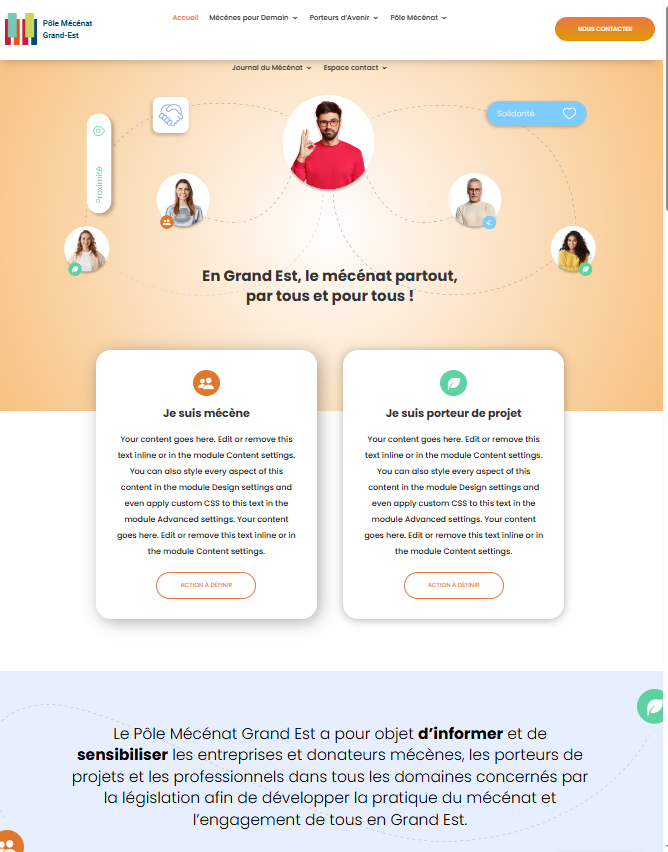 Pôle Mécénat
Grand-Est
Accueil
Mécènes pour Demain
Porteurs d'Avenir
Pôle Mécénat
NOUS CONTACTER
Journal du Mécénat
Espace contact
Proximité
Solidarité
En Grand Est, le mécénat partout,
par tous et pour tous !
Je suis mécène
Your content goes here. Edit or remove this
text inline or in the module Content settings.
You can also style every aspect of this
content in the module Design settings and
even apply custom CSS to this text in the
module Advanced settings. Your content
goes here. Edit or remove this text inline or in
the module Content settings.
ACTION À DÉFINIR
Je suis porteur de projet
Your content goes here. Edit or remove this
text inline or in the module Content settings.
You can also style every aspect of this
content in the module Design settings and
even apply custom CSS to this text in the
module Advanced settings. Your content
goes here. Edit or remove this text inline or in
the module Content settings.
ACTION À DÉFINIR
Le Pôle Mécénat Grand Est a pour objet d'informer et de
sensibiliser les entreprises et donateurs mécènes, les porteurs de
projets et les professionnels dans tous les domaines concernés par
la législation afin de développer la pratique du mécénat et
l'engagement de tous en Grand Est.